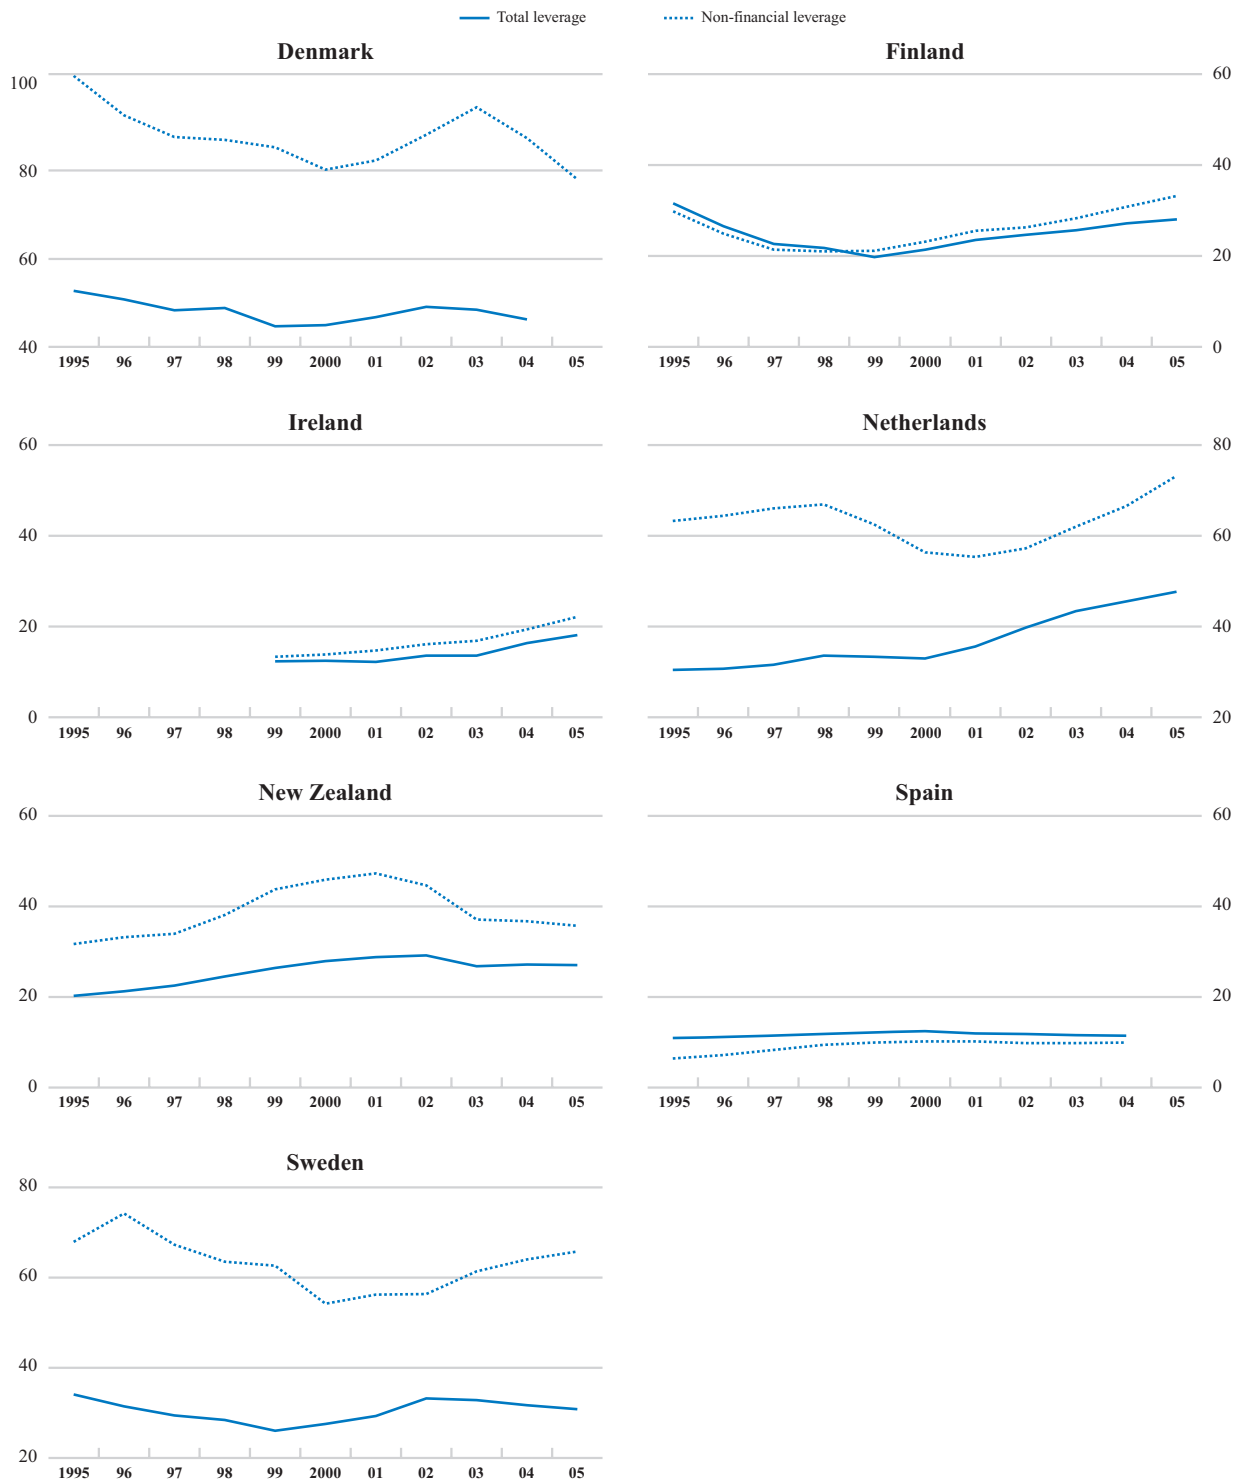 Total leverage Non-financial leverage
Denmark Finland
100 60
80 40
60 20
40 0
1995 96 97 98 99 2000 01 02 03 04 05 1995 96 97 98 99 2000 01 02 03 04 05
Ireland Netherlands
60 80
40 60
20 40
0 20
1995 96 97 98 99 2000 01 02 03 04 05 1995 96 97 98 99 2000 01 02 03 04 05
New Zealand Spain
60 60
40 40
20 20
0 0
1995 96 97 98 99 2000 01 02 03 04 05 1995 96 97 98 99 2000 01 02 03 04 05
Sweden
80
60
40
20
1995 96 97 98 99 2000 01 02 03 04 05